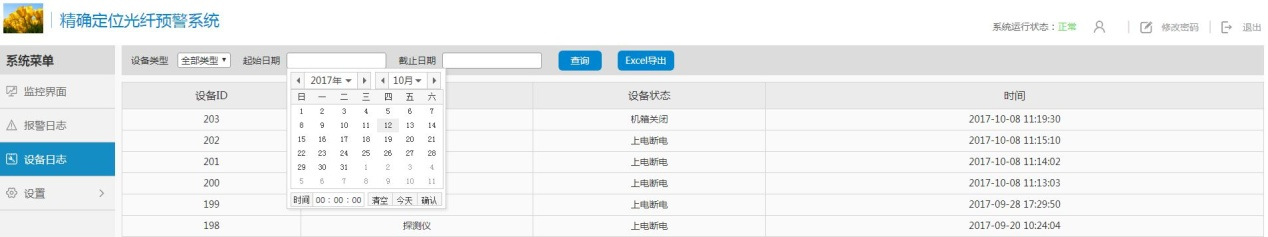 精确定位光纤预警系统
系统运行状态：正常 修改密码 退出
系统菜单
监控界面
报警日志
设备日志
设置
设备类型 全部类型 起始日期 截止日期 查询 Excel导出
2017年 10月
日 一 二 三 四 五 六
1 2 3 4 5 6 7
8 9 10 11 12 13 14
15 16 17 18 19 20 21
22 23 24 25 26 27 28
29 30 31 1 2 3 4
5 6 7 8 9 10 11
时间 00 : 00 : 00 清空 今天 确认
设备ID 设备状态 时间
203 机箱关闭 2017-10-08 11:19:30
202 上电断电 2017-10-08 11:15:10
201 上电断电 2017-10-08 11:14:02
200 上电断电 2017-10-08 11:13:03
199 上电断电 2017-09-28 17:29:50
198 探测仪 上电断电 2017-09-20 10:24:04